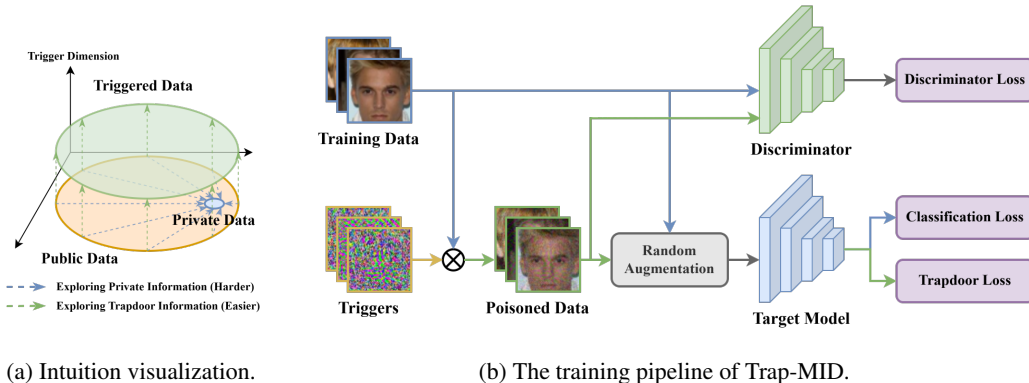 Trigger Dimension
Triggered Data
Private Data
Public Data
Exploring Private Information (Harder)
Exploring Trapdoor Information (Easier)
(a) Intuition visualization.
Training Data
Triggers
Poisoned Data
Random
Augmentation
Discriminator
Target Model
Discriminator Loss
Classification Loss
Trapdoor Loss
(b) The training pipeline of Trap-MID.